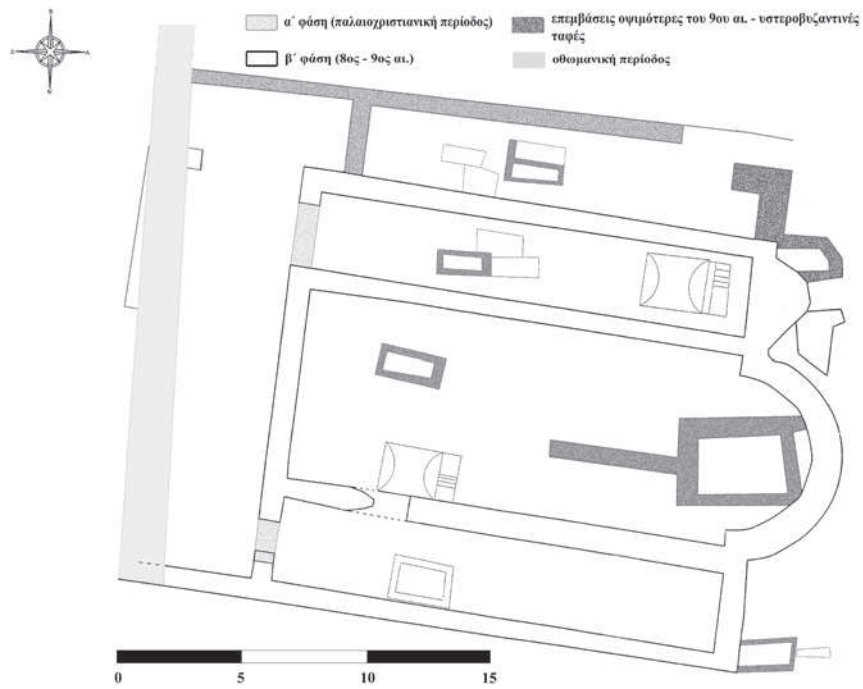 α΄ φάση (παλαιοχριστιανική περίοδος)
β΄ φάση (8ος - 9ος αι.)
επεμβάσεις οψιμότερες του 9ου αι. - υστεροβυζαντινές
ταφές
οθωμανική περίοδος
0 5 10 15